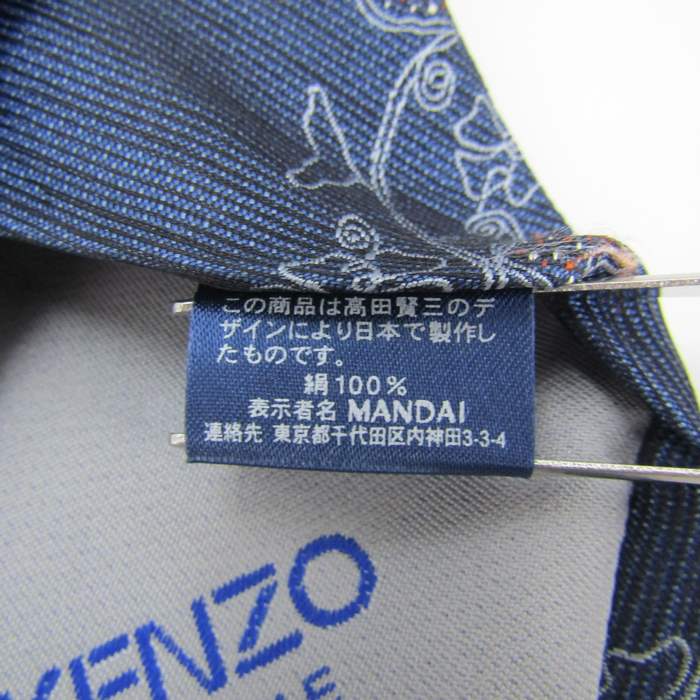 この商品は高田賢三のデ
ザインにより日本で製作し
たものです。
絹100%
表示者名 MANDAI
連絡先 東京都千代田区内神田3-3-4
KENZO